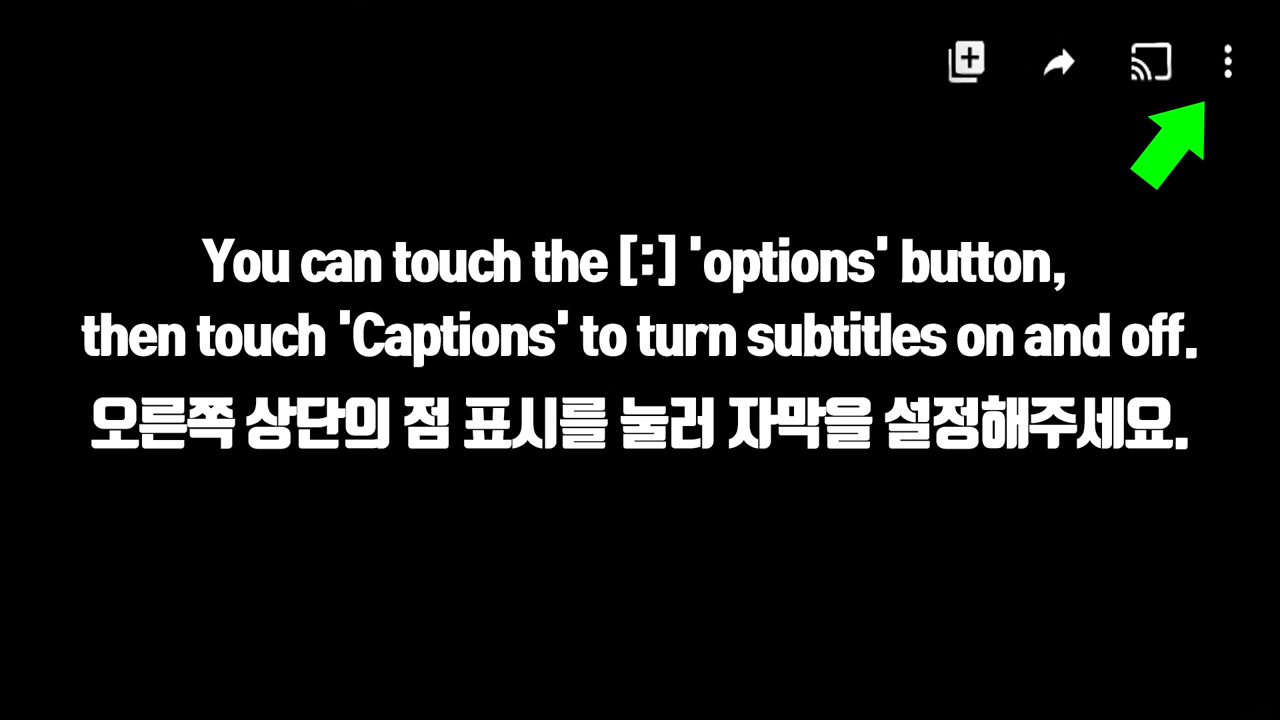 You can touch the [:] 'options' button,
then touch 'Captions' to turn subtitles on and off.
오른쪽 상단의 점 표시를 눌러 자막을 설정해주세요.